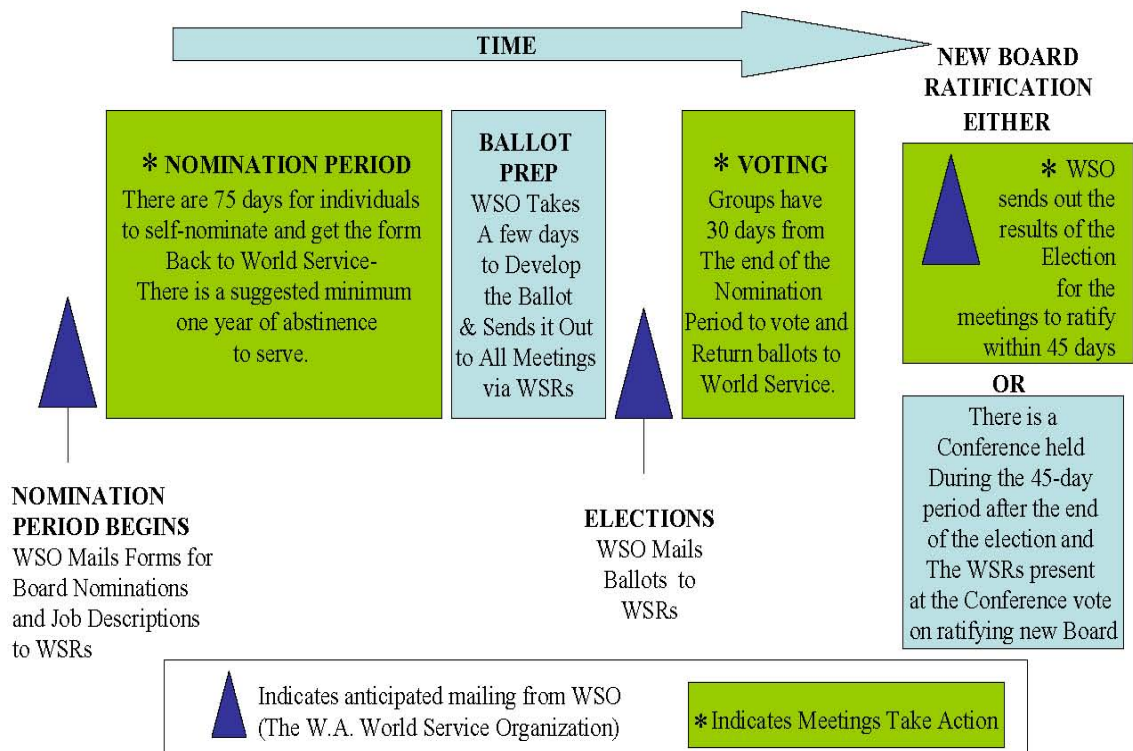 TIME
NEW BOARD
RATIFICATION
EITHER
* NOMINATION PERIOD
There are 75 days for individuals
to self-nominate and get the form
Back to World Service-
There is a suggested minimum
one year of abstinence
to serve.
BALLOT
PREP
WSO Takes
A few days
to Develop
the Ballot
& Sends it Out
to All Meetings
via WSRs
* VOTING
Groups have
30 days from
The end of the
Nomination
Period to vote and
Return ballots to
World Service.
* WSO
sends out the
results of the
Election
for the
meetings to ratify
within 45 days
OR
There is a
Conference held
During the 45-day
period after the end
of the election and
The WSRs present
at the Conference vote
on ratifying new Board
NOMINATION
PERIOD BEGINS
WSO Mails Forms for
Board Nominations
and Job Descriptions
to WSRs
ELECTIONS
WSO Mails
Ballots to
WSRs
Indicates anticipated mailing from WSO
(The W.A. World Service Organization)
* Indicates Meetings Take Action